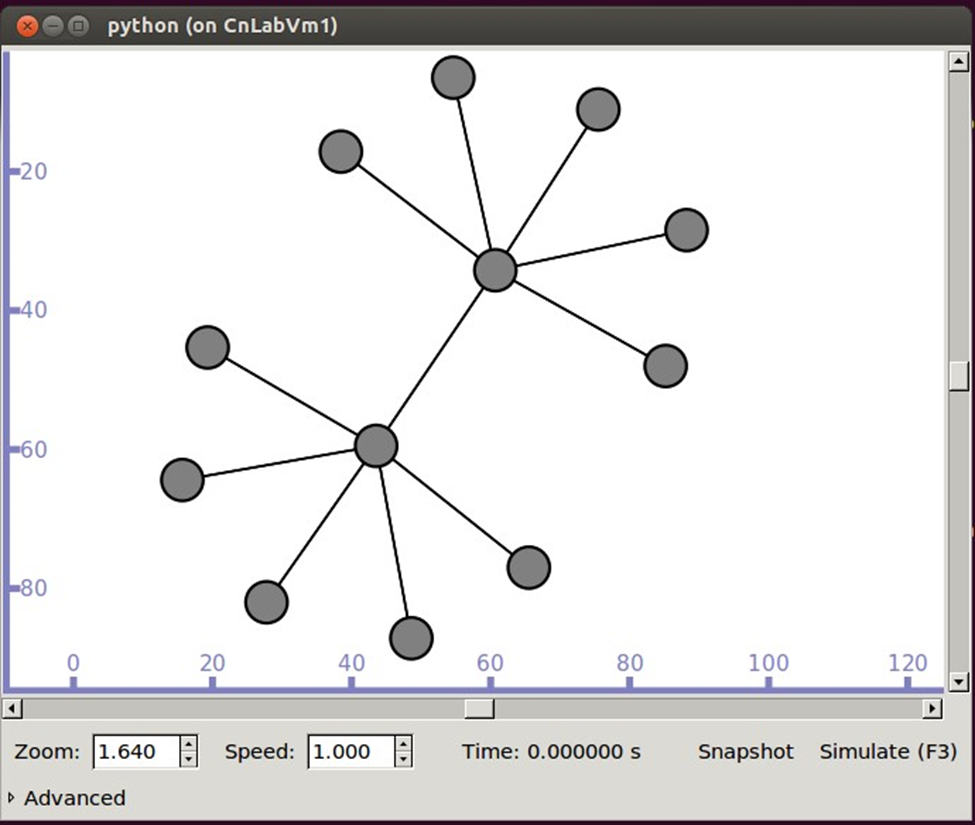 python (on CnLabVm1)
20
40
60
80
0 20 40 60 80 100 120
Zoom: 1.640 Speed: 1.000 Time: 0.000000 s Snapshot Simulate (F3)
Advanced